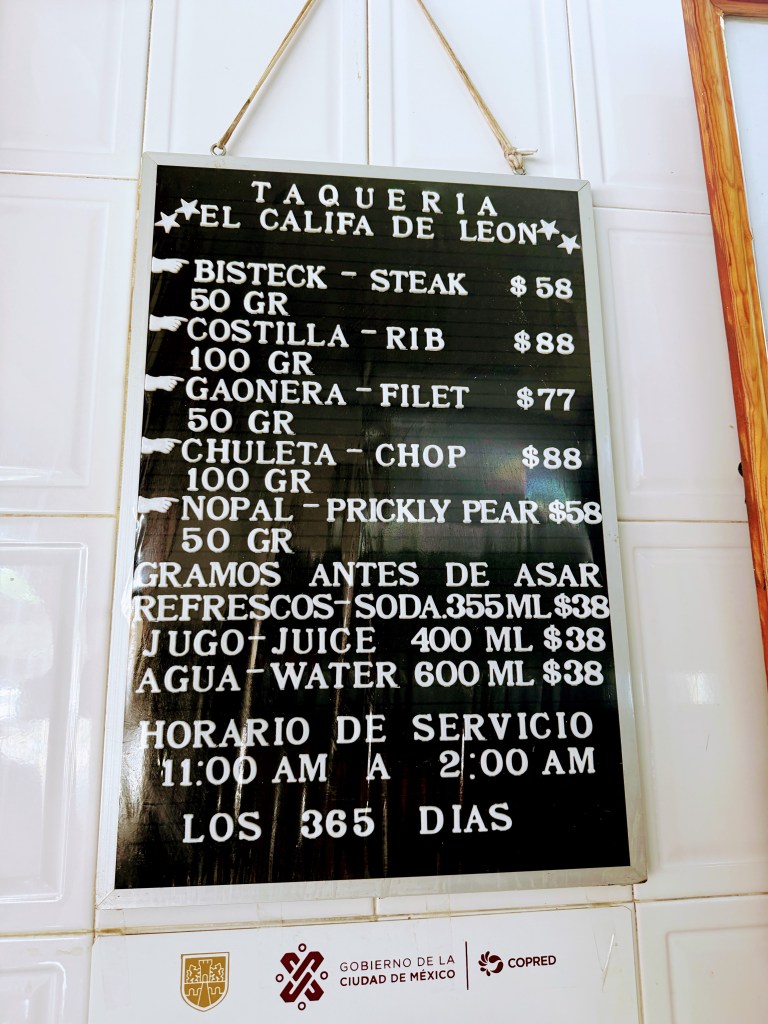 TAQUERIA
EL CALIFA DE LEON
BISTECK - STEAK $58
50 GR
COSTILLA - RIB $88
100 GR
GAONERA - FILET $77
50 GR
CHULETA - CHOP $88
100 GR
NOPAL - PRICKLY PEAR $58
50 GR
GRAMOS ANTES DE ASAR
REFRESCOS-SODA.355ML $38
JUGO-JUICE 400 ML $38
AGUA-WATER 600 ML $38
HORARIO DE SERVICIO
11:00 AM A 2:00 AM
LOS 365 DIAS
GOBIERNO DE LA
CIUDAD DE MÉXICO
COPRED